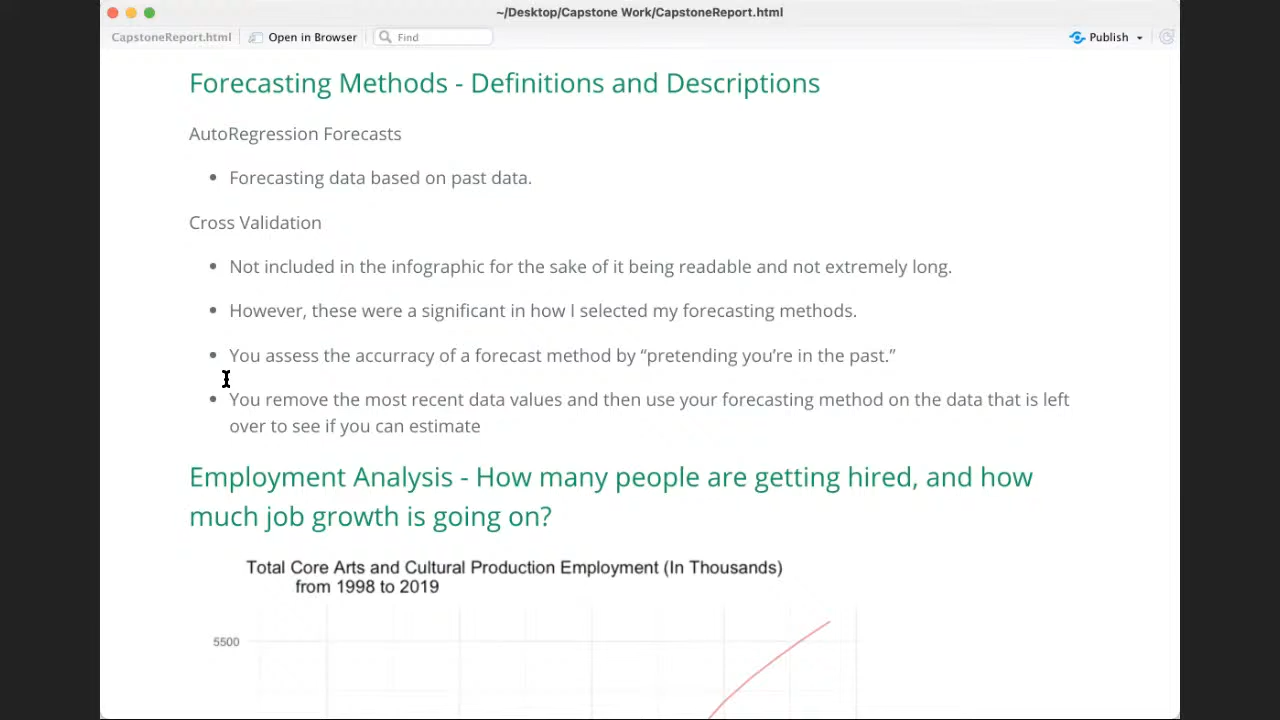 ~/Desktop/Capstone Work/CapstoneReport.html
CapstoneReport.html
Open in Browser
Find
Publish
Forecasting Methods - Definitions and Descriptions
AutoRegression Forecasts
• Forecasting data based on past data.
Cross Validation
• Not included in the infographic for the sake of it being readable and not extremely long.
• However, these were a significant in how I selected my forecasting methods.
• You assess the accurracy of a forecast method by “pretending you’re in the past.”
• You remove the most recent data values and then use your forecasting method on the data that is left
over to see if you can estimate
Employment Analysis - How many people are getting hired, and how
much job growth is going on?
Total Core Arts and Cultural Production Employment (In Thousands)
from 1998 to 2019
5500